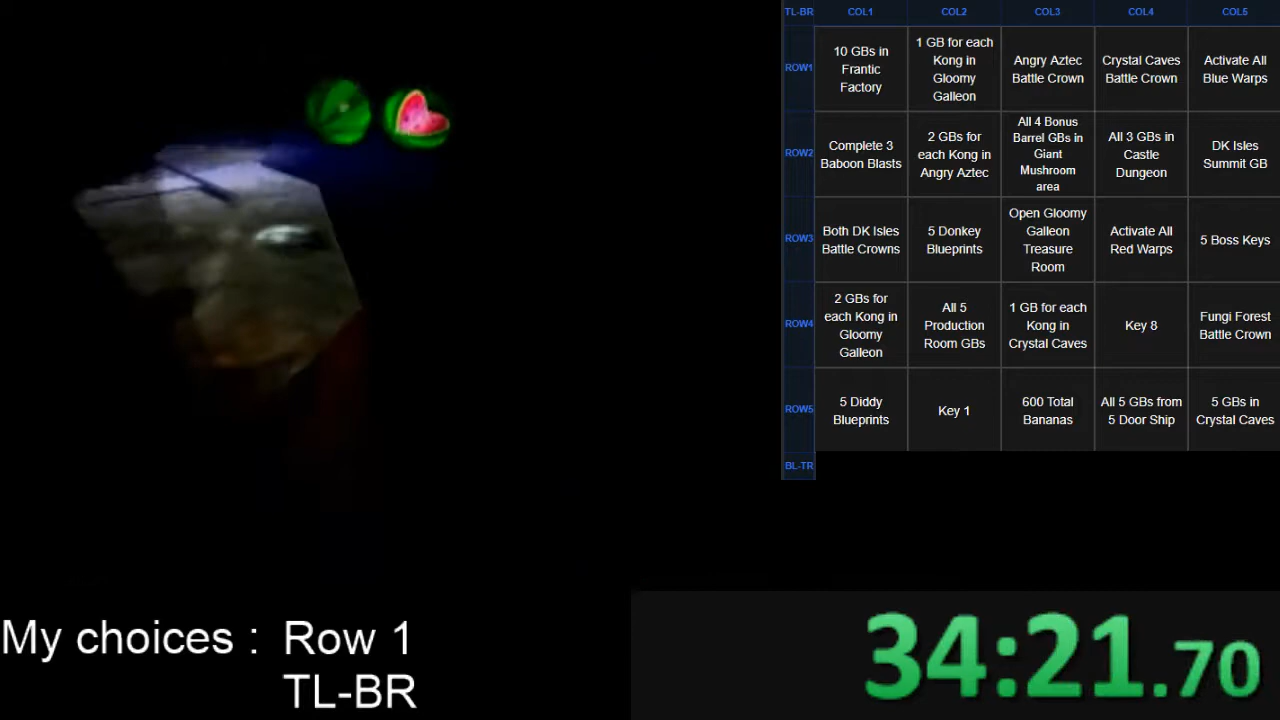 TL-BR COL1 COL2 COL3 COL4 COL5
ROW1
10 GBs in
Frantic
Factory
1 GB for each
Kong in
Gloomy
Galleon
Angry Aztec
Battle Crown
Crystal Caves
Battle Crown
Activate All
Blue Warps
ROW2
Complete 3
Baboon Blasts
2 GBs for
each Kong in
Angry Aztec
All 4 Bonus
Barrel GBs in
Giant
Mushroom
area
All 3 GBs in
Castle
Dungeon
DK Isles
Summit GB
ROW3
Both DK Isles
Battle Crowns
5 Donkey
Blueprints
Open Gloomy
Galleon
Treasure
Room
Activate All
Red Warps
5 Boss Keys
ROW4
2 GBs for
each Kong in
Gloomy
Galleon
All 5
Production
Room GBs
1 GB for each
Kong in
Crystal Caves
Key 8
Fungi Forest
Battle Crown
ROW5
5 Diddy
Blueprints
Key 1
600 Total
Bananas
All 5 GBs from
5 Door Ship
5 GBs in
Crystal Caves
BL-TR
My choices : Row 1
TL-BR
34:21.70